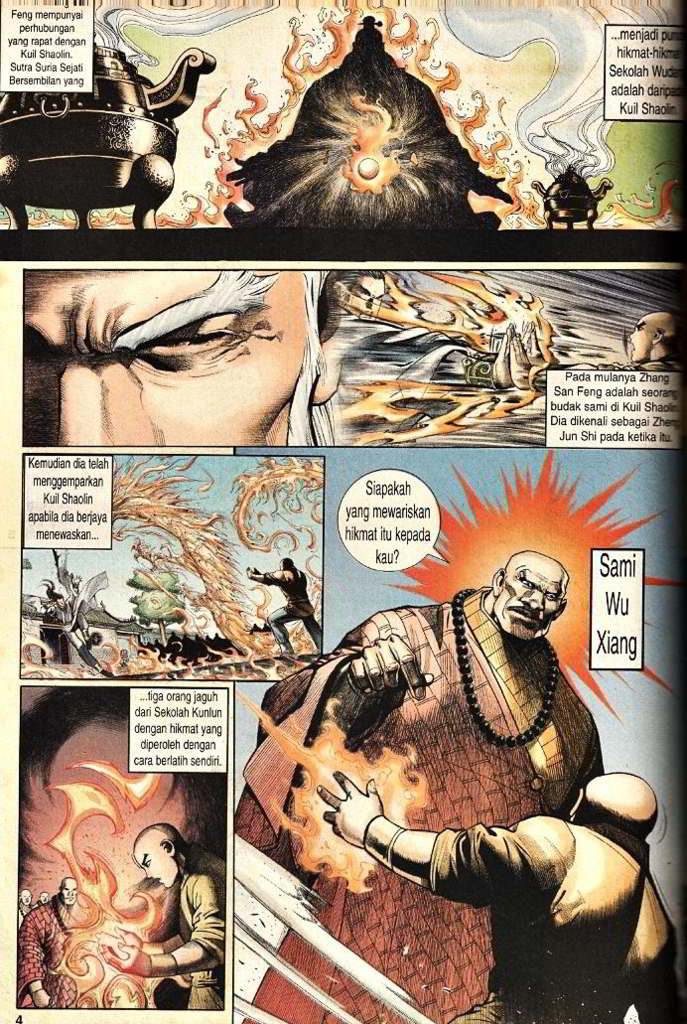 Feng mempunyai
perhubungan
yang rapat dengan
Kuil Shaolin.
Sutra Suria Sejati
Bersembilan yang
...menjadi
hikmat-hikmat
Sekolah
adalah
Kuil Shaolin.
Pada mulanya Zhang
San Feng adalah seorang
budak sami di Kuil Shaolin.
Dia dikenali sebagai
Jun Shi pada ketika itu.
Kemudian dia telah
menggemparkan
Kuil Shaolin
apabila dia berjaya
menewaskan...
Siapakah
yang mewariskan
hikmat itu kepada
kau?
Sami
Wu
Xiang
...tiga orang jaguh
dari Sekolah Kunlun
dengan hikmat yang
diperoleh dengan
cara berlatih sendiri.
4